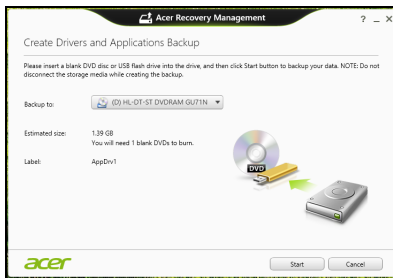 Acer Recovery Management
? _ X
Create Drivers and Applications Backup
Please insert a blank DVD disc or USB flash drive into the drive, and then click Start button to backup your data. NOTE: Do not
disconnect the storage media while creating the backup.
Backup to:
(D) HL-DT-ST DVDRAM GU71N
Estimated size:
1.39 GB
You will need 1 blank DVDs to burn.
Label:
AppDrv1
DVD
acer
Start
Cancel